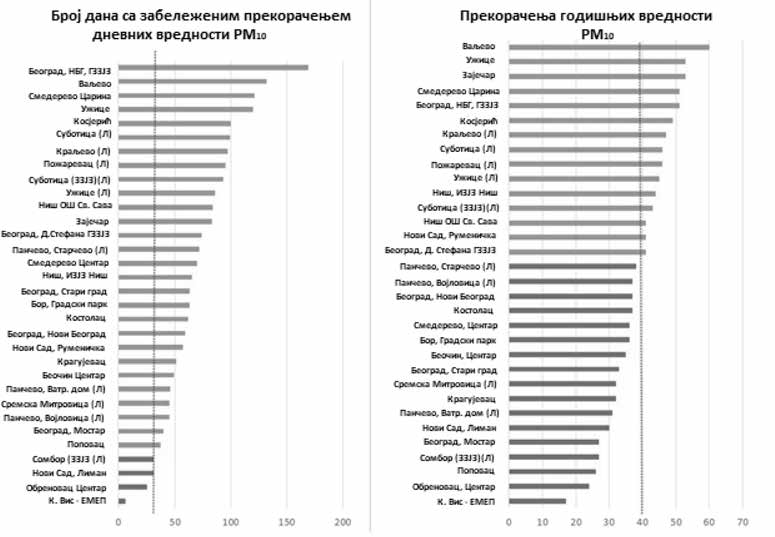 Број дана са забележеним прекорачењем
дневних вредности PM10
Београд, НБГ, ГЗЗЈЗ
Ваљево
Смедерево Царина
Ужице
Косјерић
Суботица (Л)
Краљево (Л)
Пожаревац (Л)
Суботица (ЗЗЈЗ)(Л)
Ужице (Л)
Ниш ОШ Св. Сава
Зајечар
Београд, Д.Стефана ГЗЗЈЗ
Панчево, Старчево (Л)
Смедерево Центар
Ниш, ИЗЈЗ Ниш
Београд, Стари град
Бор, Градски парк
Костолац
Београд, Нови Београд
Нови Сад, Руменичка
Крагујевац
Беочин Центар
Панчево, Ватр. дом (Л)
Сремска Митровица (Л)
Панчево, Војловица (Л)
Београд, Мостар
Поповац
Сомбор (ЗЗЈЗ (Л)
Нови Сад, Лиман
Обреновац Центар
К. Вис - ЕМЕП
0 50 100 150 200
Прекорачења годишњих вредности
PM10
Ваљево
Ужице
Зајечар
Смедерево Царина
Београд, НБГ, ГЗЗЈЗ
Косјерић
Краљево (Л)
Суботица (Л)
Пожаревац (Л)
Ужице (Л)
Ниш, ИЗЈЗ Ниш
Суботица (ЗЗЈЗ)(Л)
Ниш ОШ Св. Сава
Нови Сад, Руменичка
Београд, Д. Стефана ГЗЗЈЗ
Панчево, Старчево (Л)
Панчево, Војловица (Л)
Београд, Нови Београд
Костолац
Смедерево, Центар
Бор, Градски парк
Беочин, Центар
Београд, Стари град
Сремска Митровица (Л)
Крагујевац
Панчево, Ватр. дом (Л)
Нови Сад, Лиман
Београд, Мостар
Сомбор (ЗЗЈЗ)(Л)
Поповац
Обреновац, Центар
К. Вис - ЕМЕП
0 10 20 30 40 50 60 70